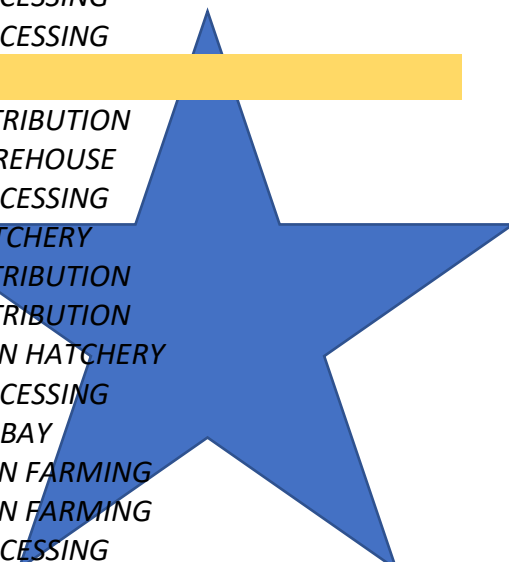 CESSING
CESSING
TRIBUTION
REHOUSE
CESSING
TCHERY
TRIBUTION
TRIBUTION
N HATCHERY
CESSING
BAY
N FARMING
N FARMING
CESSING